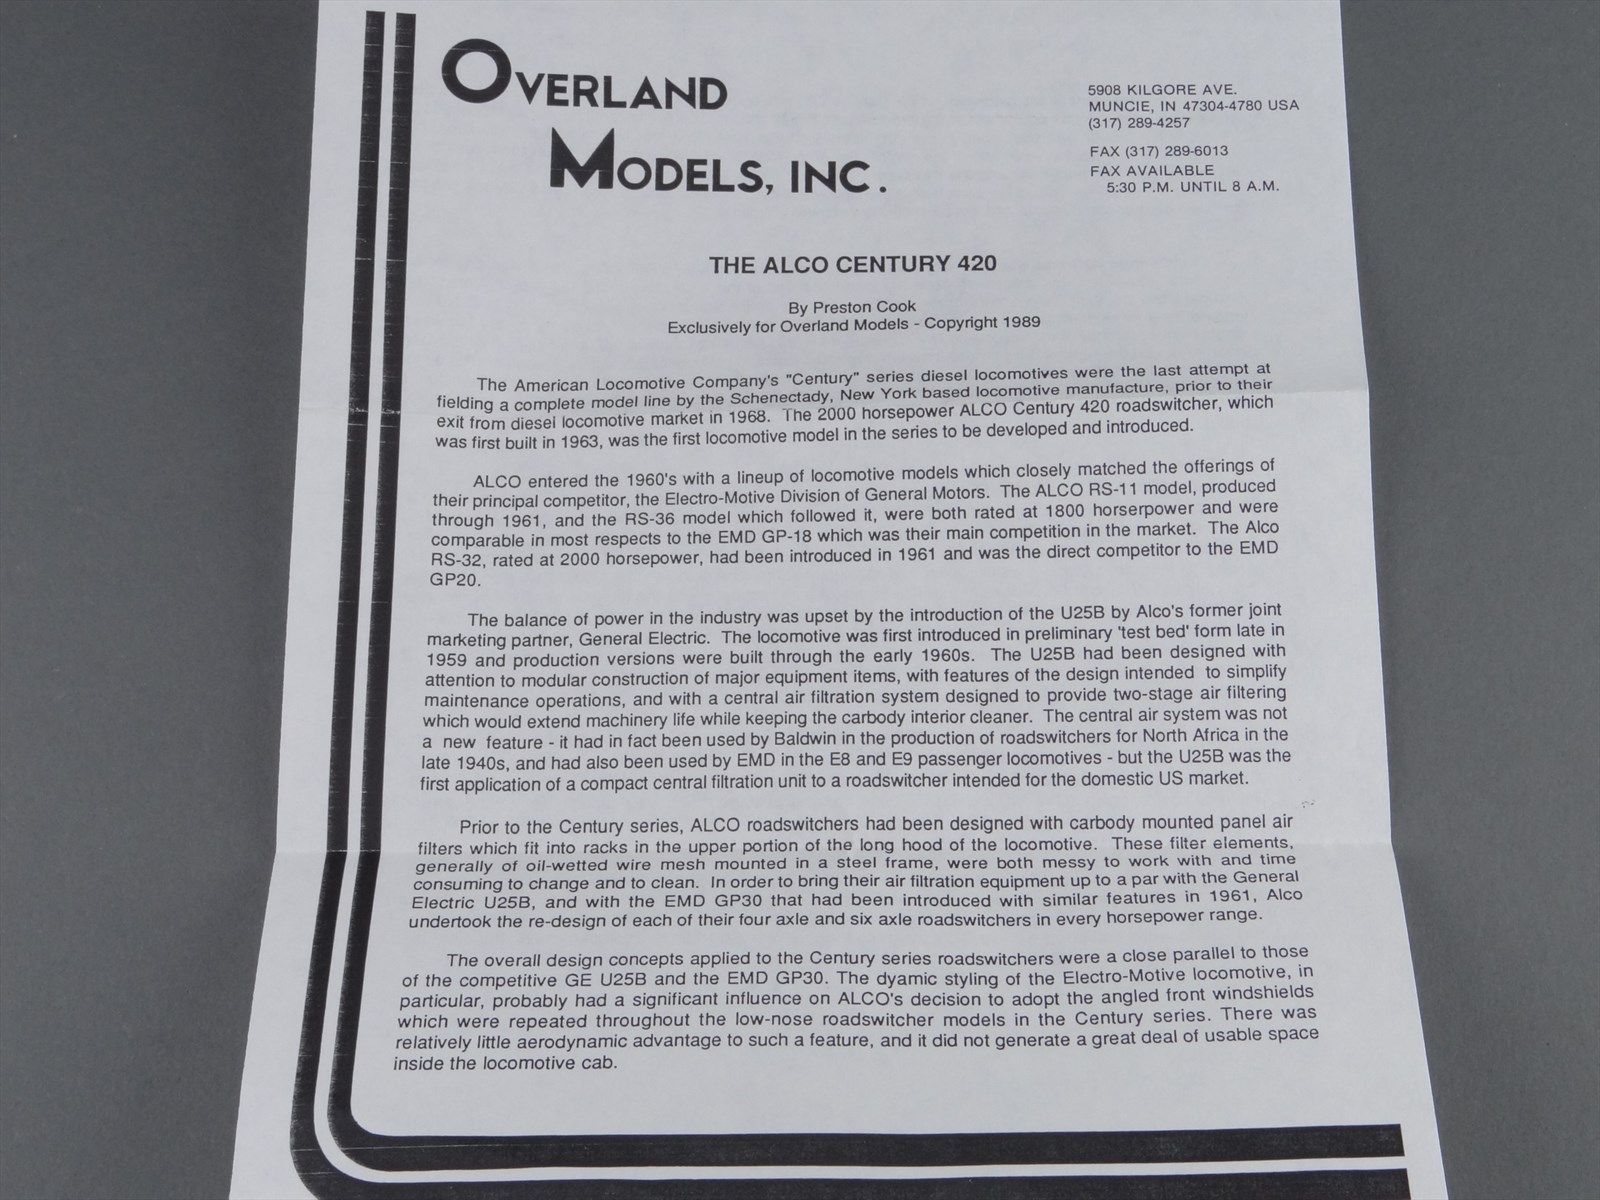 OVERLAND
MODELS, INC.
5908 KILGORE AVE.
MUNCIE, IN 47304-4780 USA
(317) 289-4257
FAX (317) 289-6013
FAX AVAILABLE
5:30 P.M. UNTIL 8 A.M.
THE ALCO CENTURY 420
By Preston Cook
Exclusively for Overland Models - Copyright 1989
The American Locomotive Company's "Century" series diesel locomotives were the last attempt at
fielding a complete model line by the Schenectady, New York based locomotive manufacture, prior to their
exit from diesel locomotive market in 1968. The 2000 horsepower ALCO Century 420 roadswitcher, which
was first built in 1963, was the first locomotive model in the series to be developed and introduced.
ALCO entered the 1960's with a lineup of locomotive models which closely matched the offerings of
their principal competitor, the Electro-Motive Division of General Motors. The ALCO RS-11 model, produced
through 1961, and the RS-36 model which followed it, were both rated at 1800 horserpower and were
comparable in most respects to the EMD GP-18 which was their main competition in the market. The Alco
RS-32, rated at 2000 horsepower, had been introduced in 1961 and was the direct competitor to the EMD
GP20.
The balance of power in the industry was upset by the introduction of the U25B by Alco's former joint
marketing partner, General Electric. The locomotive was first introduced in preliminary 'test bed' form late in
1959 and production versions were built through the early 1960s. The U25B had been designed with
attention to modular construction of major equipment items, with features of the design intended to simplify
maintenance operations, and with a central air filtration system designed to provide two-stage air filtering
which would extend machinery life while keeping the carbody interior cleaner. The central air system was not
a new feature - it had in fact been used by Baldwin in the production of roadswitchers for North Africa in the
late 1940s, and had also been used by EMD in the E8 and E9 passenger locomotives - but the U25B was the
first application of a compact central filtration unit to a roadswitcher intended for the domestic US market.
Prior to the Century series, ALCO roadswitchers had been designed with carbody mounted panel air
filters which fit into racks in the upper portion of the long hood of the locomotive. These filter elements,
generally of oil-wetted wire mesh mounted in a steel frame, were both messy to work with and time
consuming to change and to clean. In order to bring their air filtration equipment up to a par with the General
Electric U25B, and with the EMD GP30 that had been introduced with similar features in 1961, Alco
undertook the re-design of each of their four axle and six axle roadswitchers in every horsepower range.
The overall design concepts applied to the Century series roadswitchers were a close parallel to those
of the competitive GE U25B and the EMD GP30. The dyamic styling of the Electro-Motive locomotive, in
particular, probably had a significant influence on ALCO's decision to adopt the angled front windshields
which were repeated throughout the low-nose roadswitcher models in the Century series. There was
relatively little aerodynamic advantage to such a feature, and it did not generate a great deal of usable space
inside the locomotive cab.